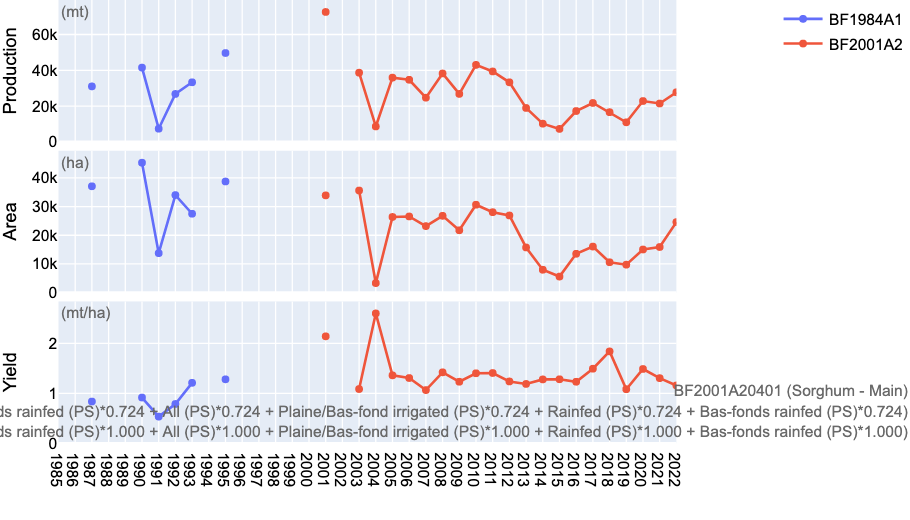 (mt)
BF1984A1
BF2001A2
Production
60k
40k
20k
0
(ha)
Area
40k
30k
20k
10k
0
(mt/ha)
Yield
2
1
0
BF2001A20401 (Sorghum - Main)
ds rainfed (PS)*0.724 + All (PS)*0.724 + Plaine/Bas-fond irrigated (PS)*0.724 + Rainfed (PS)*0.724 + Bas-fonds rainfed (PS)*0.724)
ds rainfed (PS)*1.000 + All (PS)*1.000 + Plaine/Bas-fond irrigated (PS)*1.000 + Rainfed (PS)*1.000 + Bas-fonds rainfed (PS)*1.000)
1985
1986
1987
1988
1989
1990
1991
1992
1993
1994
1995
1996
1997
1998
1999
2000
2001
2002
2003
2004
2005
2006
2007
2008
2009
2010
2011
2012
2013
2014
2015
2016
2017
2018
2019
2020
2021
2022